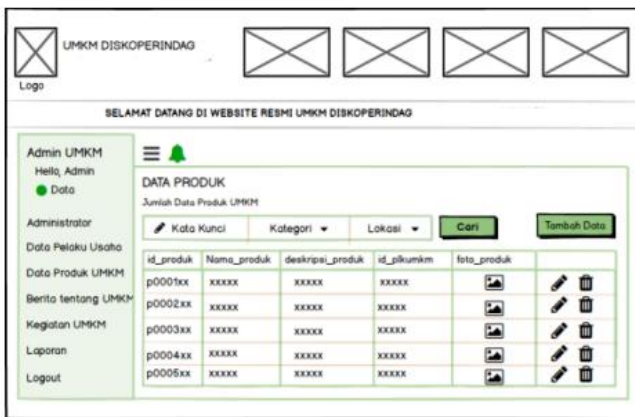 UMKM DISKOPERINDAG
Logo
SELAMAT DATANG DI WEBSITE RESMI UMKM DISKOPERINDAG
Admin UMKM
Hello, Admin
Data
Administrator
Data Pelaku Usaha
Data Produk UMKM
Berita tentang UMKM
Kegiatan UMKM
Laporan
Logout
DATA PRODUK
Jumlah Data Produk UMKM
Kata Kunci Kategori Lokasi Cari Tambah Data
id_produk Nama_produk deskripsi_produk id_plkumkm foto_produk
p0001xx xxxxx xxxxx xxxxx
p0002xx xxxxx xxxxx xxxxx
p0003xx xxxxx xxxxx xxxxx
p0004xx xxxxx xxxxx xxxxx
p0005xx xxxxx xxxxx xxxxx